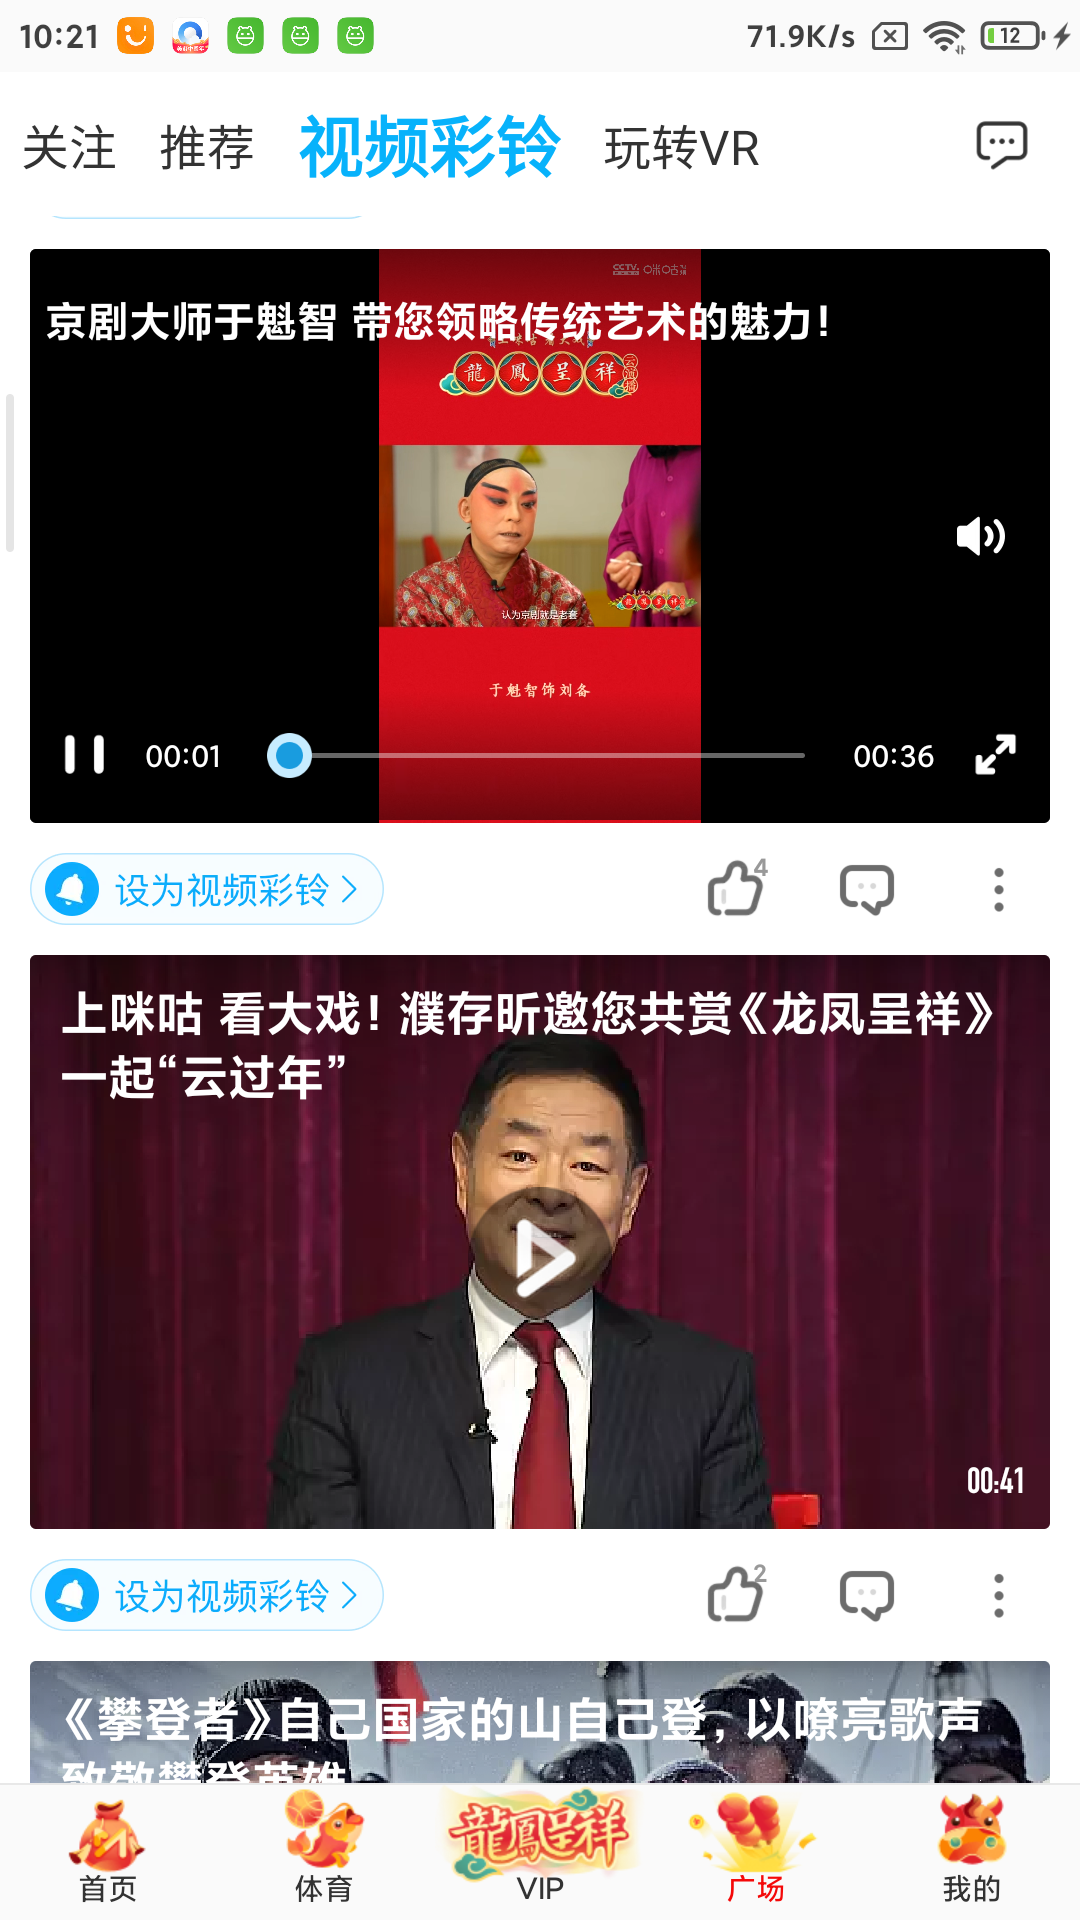 10:21
71.9K/s
12
关注 推荐 视频彩铃 玩转VR
CCTV. 咪咕
京剧大师于魁智 带您领略传统艺术的魅力！
龍鳳呈祥
云直播
认为京剧就是老套
龍鳳呈祥
于魁智饰刘备
00:01
00:36
设为视频彩铃
4
上咪咕 看大戏！濮存昕邀您共赏《龙凤呈祥》
一起“云过年”
00:41
设为视频彩铃
2
《攀登者》自己国家的山自己登，以嘹亮歌声
致敬攀登英雄
龍鳳呈祥
首页 体育 VIP 广场 我的